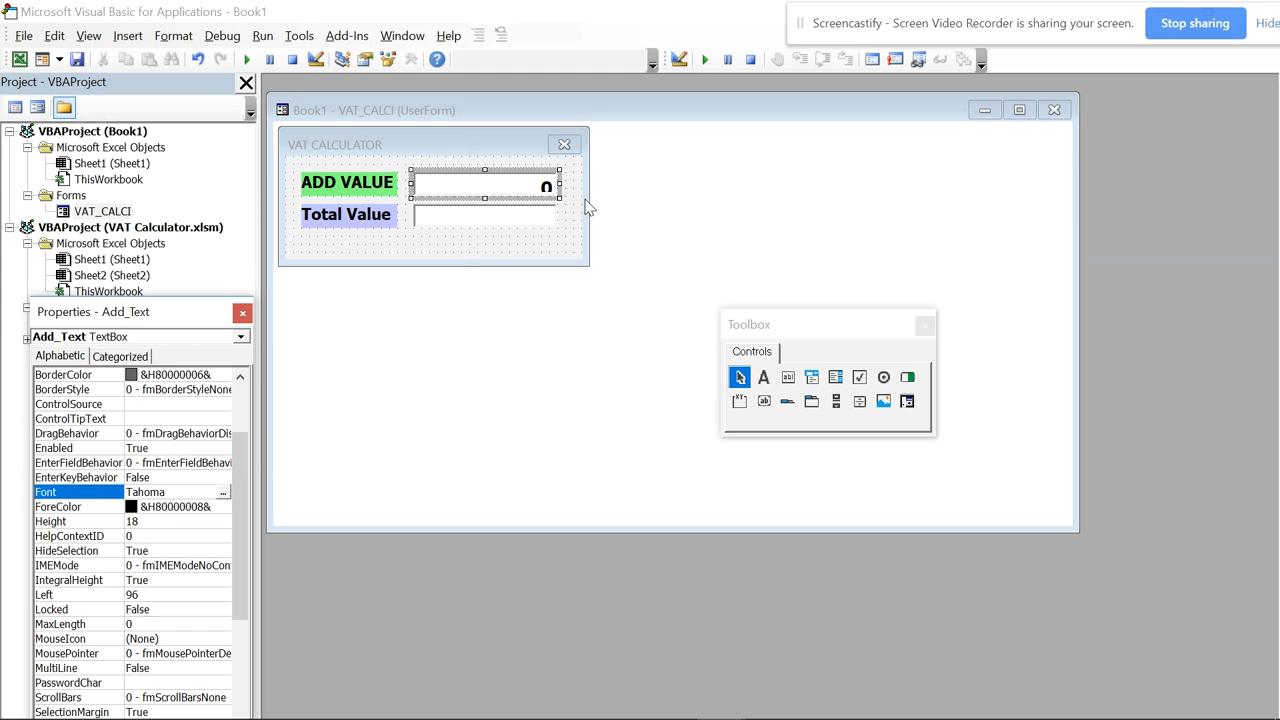 Microsoft Visual Basic for Applications - Book1
Screencastify - Screen Video Recorder is sharing your screen.
Stop sharing
Hide
File Edit View Insert Format Debug Run Tools Add-Ins Window Help
Project - VBAProject
VBAProject (Book1)
Microsoft Excel Objects
Sheet1 (Sheet1)
ThisWorkbook
Forms
VAT_CALCI
VBAProject (VAT Calculator.xlsm)
Microsoft Excel Objects
Sheet1 (Sheet1)
Sheet2 (Sheet2)
ThisWorkbook
Properties - Add_Text
Add_Text TextBox
Alphabetic Categorized
BorderColor &H80000006&
BorderStyle 0 - fmBorderStyleNone
ControlSource
ControlTipText
DragBehavior 0 - fmDragBehaviorDis
Enabled True
EnterFieldBehavior 0 - fmEnterFieldBehavi
EnterKeyBehavior False
Font Tahoma ...
ForeColor &H80000008&
Height 18
HelpContextID 0
HideSelection True
IMEMode 0 - fmIMEModeNoCon
IntegralHeight True
Left 96
Locked False
MaxLength 0
MouseIcon (None)
MousePointer 0 - fmMousePointerDe
MultiLine False
PasswordChar
ScrollBars 0 - fmScrollBarsNone
SelectionMargin True
Book1 - VAT_CALCI (UserForm)
VAT CALCULATOR
ADD VALUE 0
Total Value
Toolbox
Controls